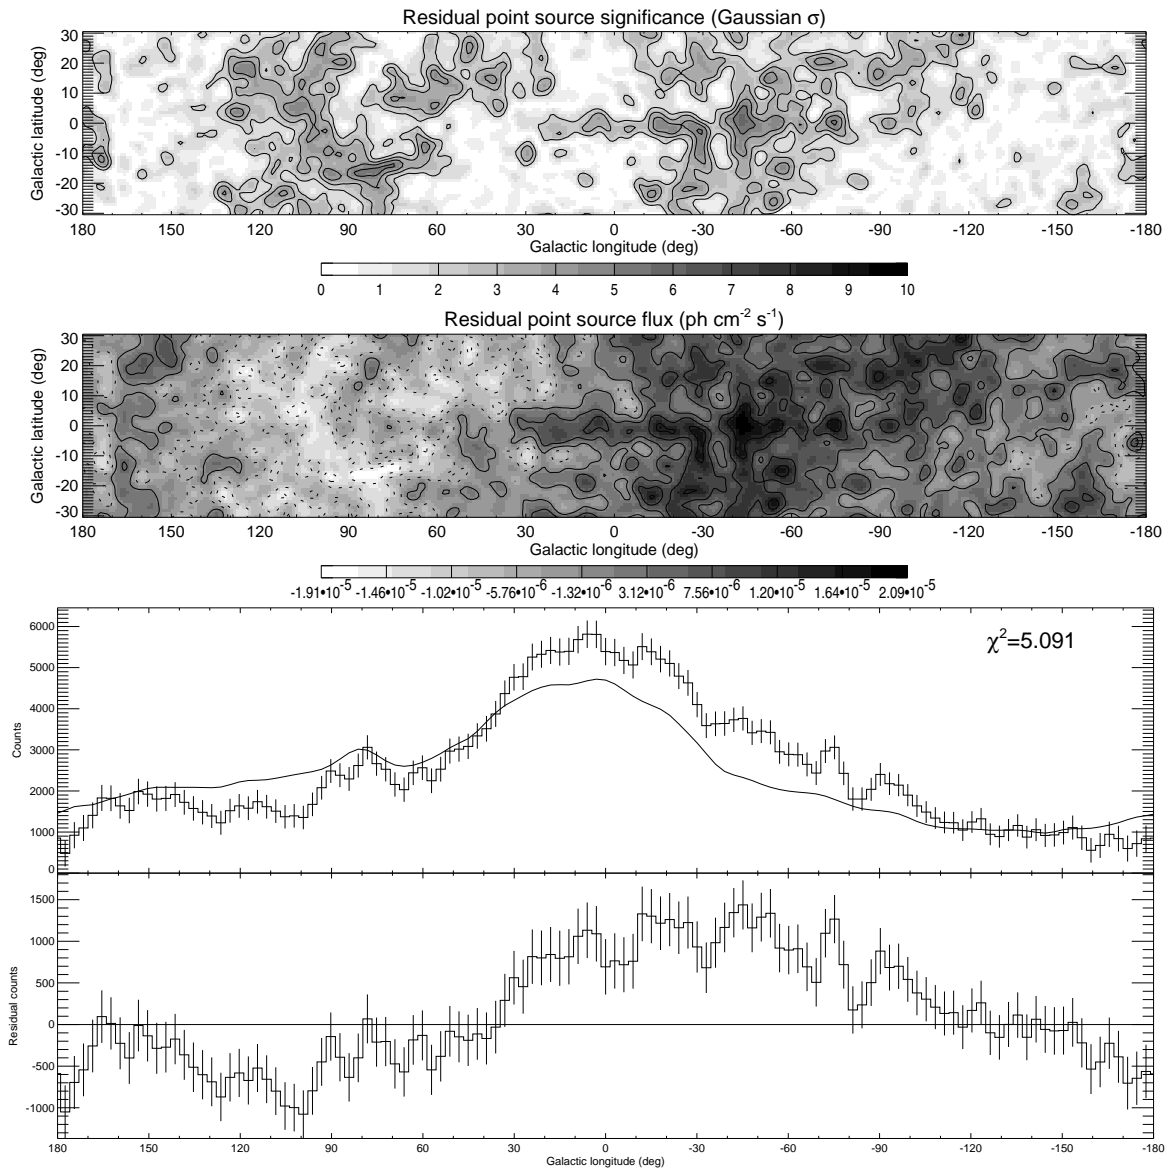 Residual point source significance (Gaussian σ)
Galactic latitude (deg)
30
20
10
0
-10
-20
-30
180 150 120 90 60 30 0 -30 -60 -90 -120 -150 -180
Galactic longitude (deg)
0 1 2 3 4 5 6 7 8 9 10
Residual point source flux (ph cm⁻² s⁻¹)
Galactic latitude (deg)
30
20
10
0
-10
-20
-30
180 150 120 90 60 30 0 -30 -60 -90 -120 -150 -180
Galactic longitude (deg)
-1.91•10⁻⁵ -1.46•10⁻⁵ -1.02•10⁻⁵ -5.76•10⁻⁶ -1.32•10⁻⁶ 3.12•10⁻⁶ 7.56•10⁻⁶ 1.20•10⁻⁵ 1.64•10⁻⁵ 2.09•10⁻⁵
χ²=5.091
Counts
6000
5000
4000
3000
2000
1000
0
Residual counts
1500
1000
500
0
-500
-1000
180 150 120 90 60 30 0 -30 -60 -90 -120 -150 -180
Galactic longitude (deg)